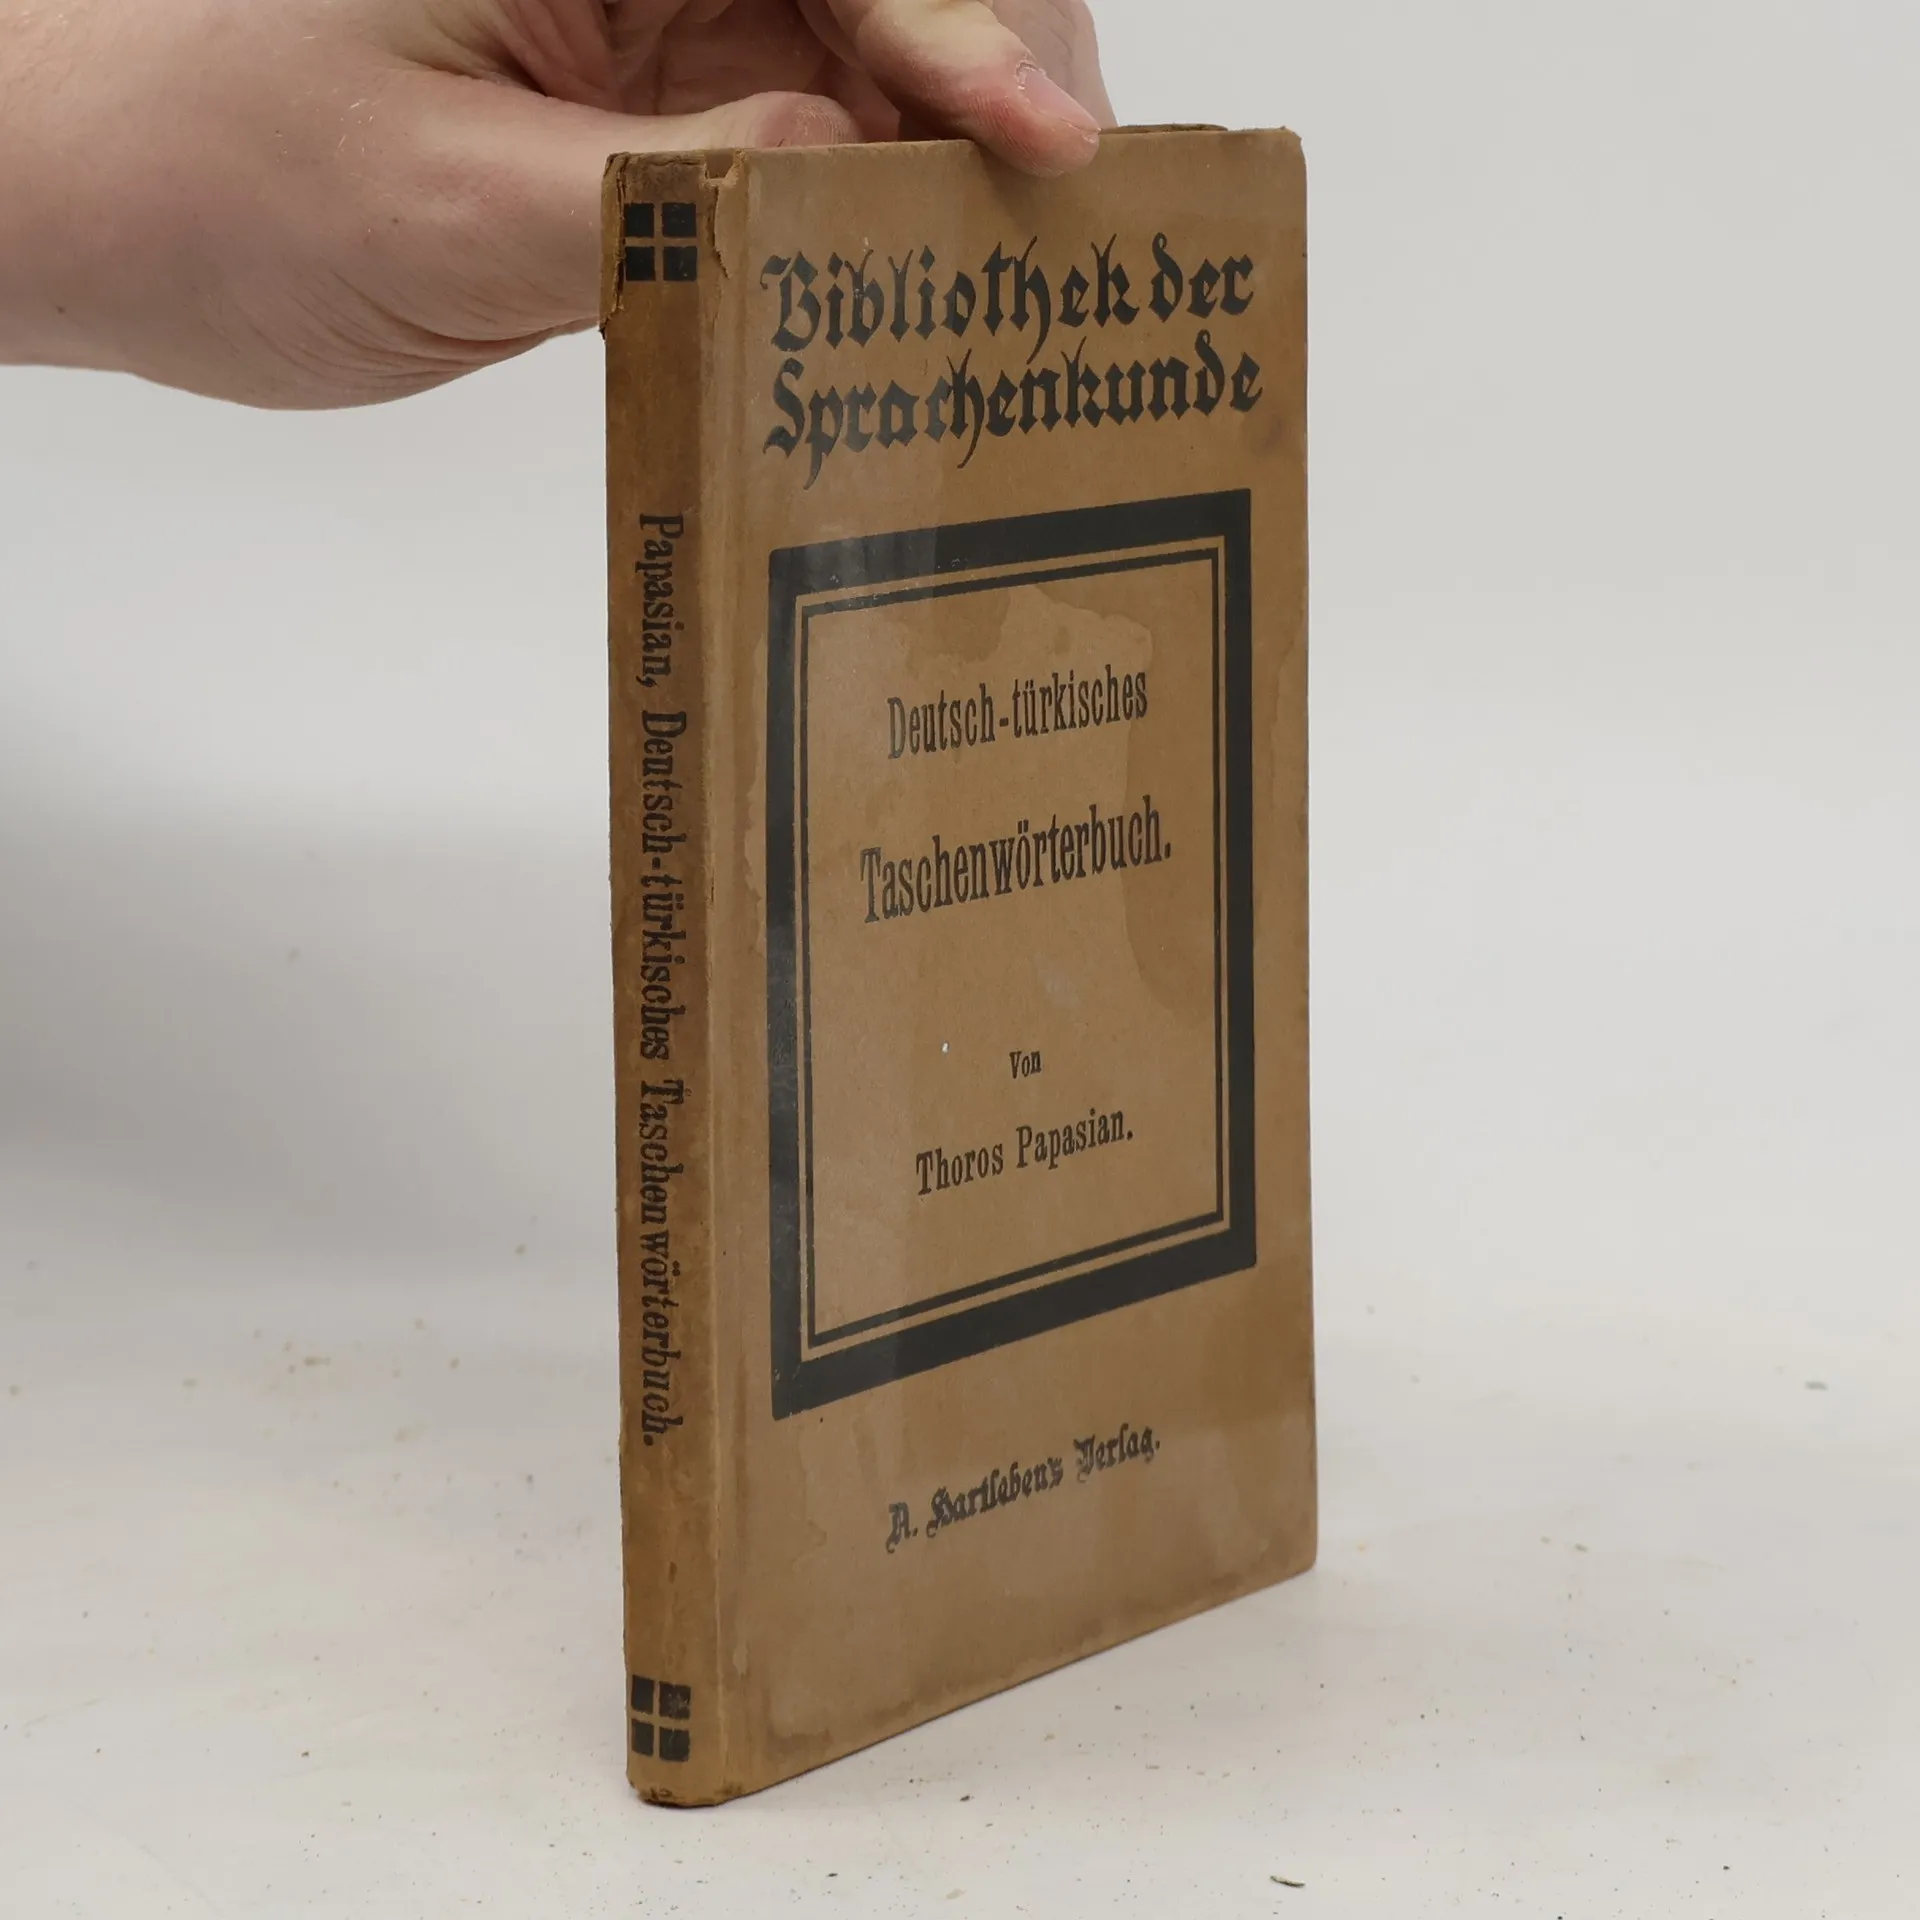 Papasian, Deutsch-türkisches Taschenwörterbuch.
Bibliothek der
Sprachenkunde
Deutsch-türkisches
Taschenwörterbuch.
Von
Thoros Papasian.
A. Hartleben's Verlag.